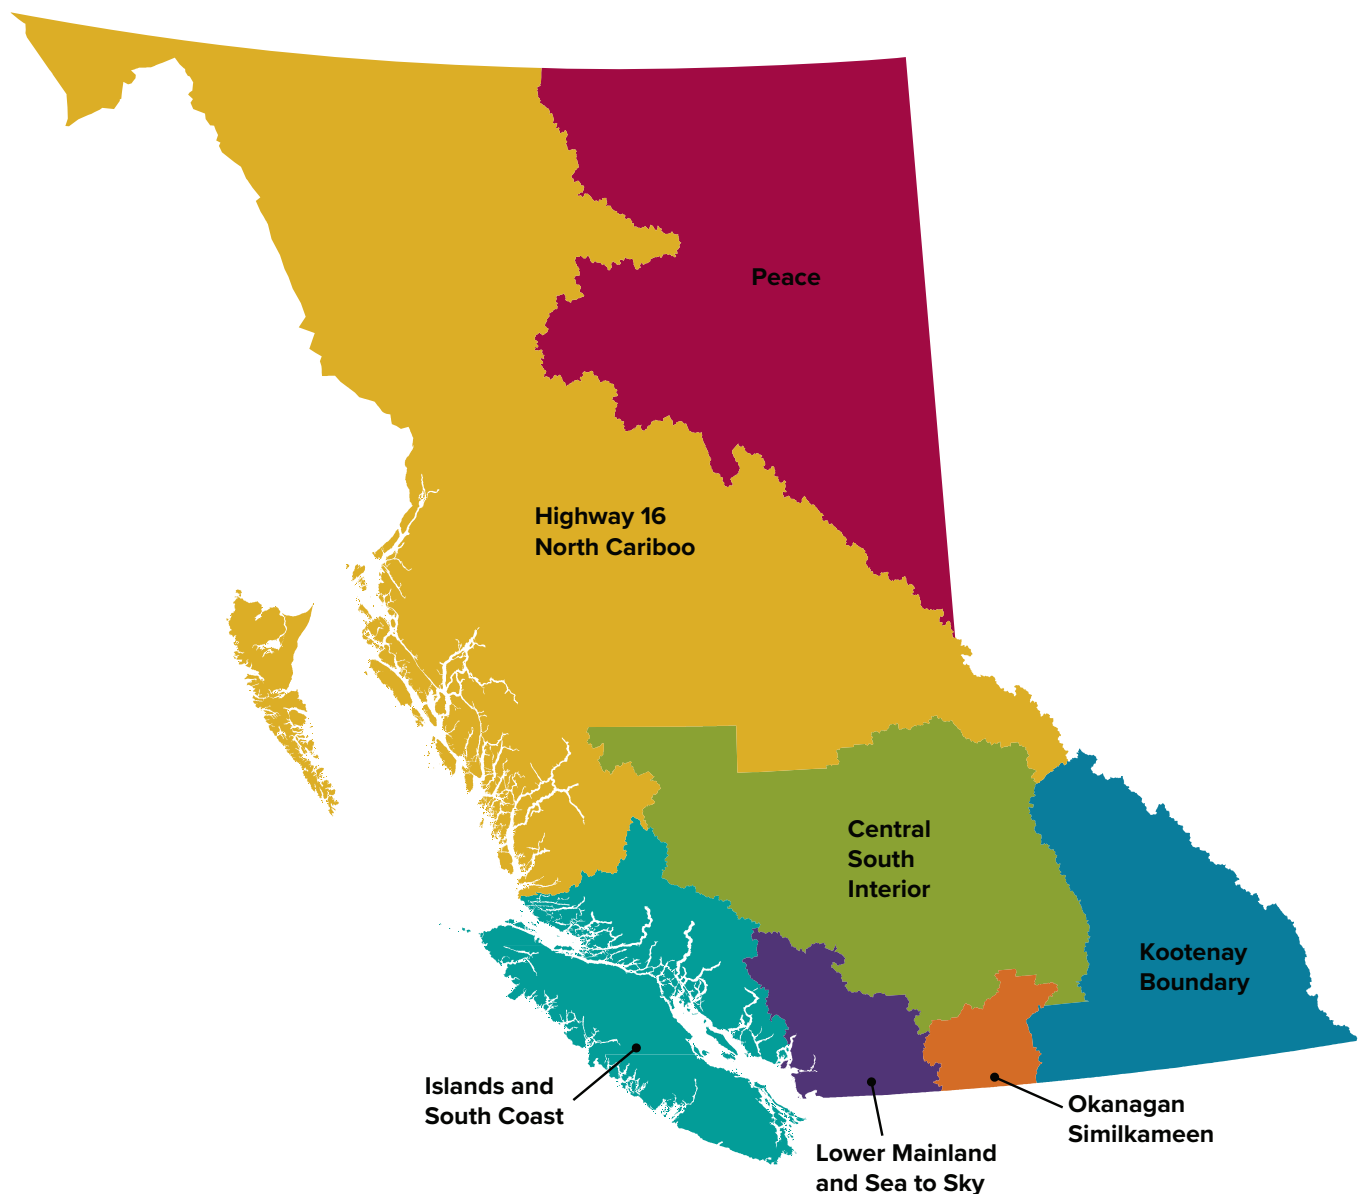 Peace
Highway 16
North Cariboo
Central
South
Interior
Kootenay
Boundary
Islands and
South Coast
Okanagan
Similkameen
Lower Mainland
and Sea to Sky